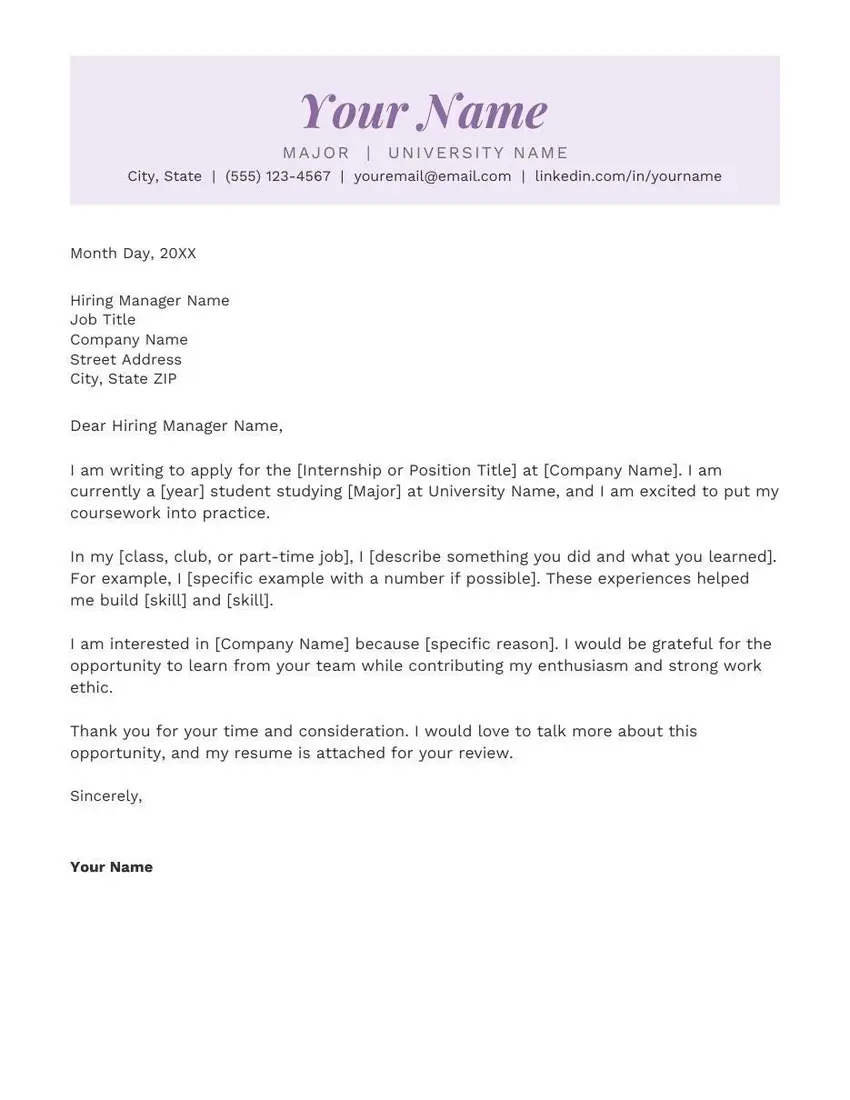 Your Name
MAJOR | UNIVERSITY NAME
City, State | (555) 123-4567 | youremail@email.com | linkedin.com/in/yourname
Month Day, 20XX
Hiring Manager Name
Job Title
Company Name
Street Address
City, State ZIP
Dear Hiring Manager Name,
I am writing to apply for the [Internship or Position Title] at [Company Name]. I am
currently a [year] student studying [Major] at University Name, and I am excited to put my
coursework into practice.
In my [class, club, or part-time job], I [describe something you did and what you learned].
For example, I [specific example with a number if possible]. These experiences helped
me build [skill] and [skill].
I am interested in [Company Name] because [specific reason]. I would be grateful for the
opportunity to learn from your team while contributing my enthusiasm and strong work
ethic.
Thank you for your time and consideration. I would love to talk more about this
opportunity, and my resume is attached for your review.
Sincerely,
Your Name